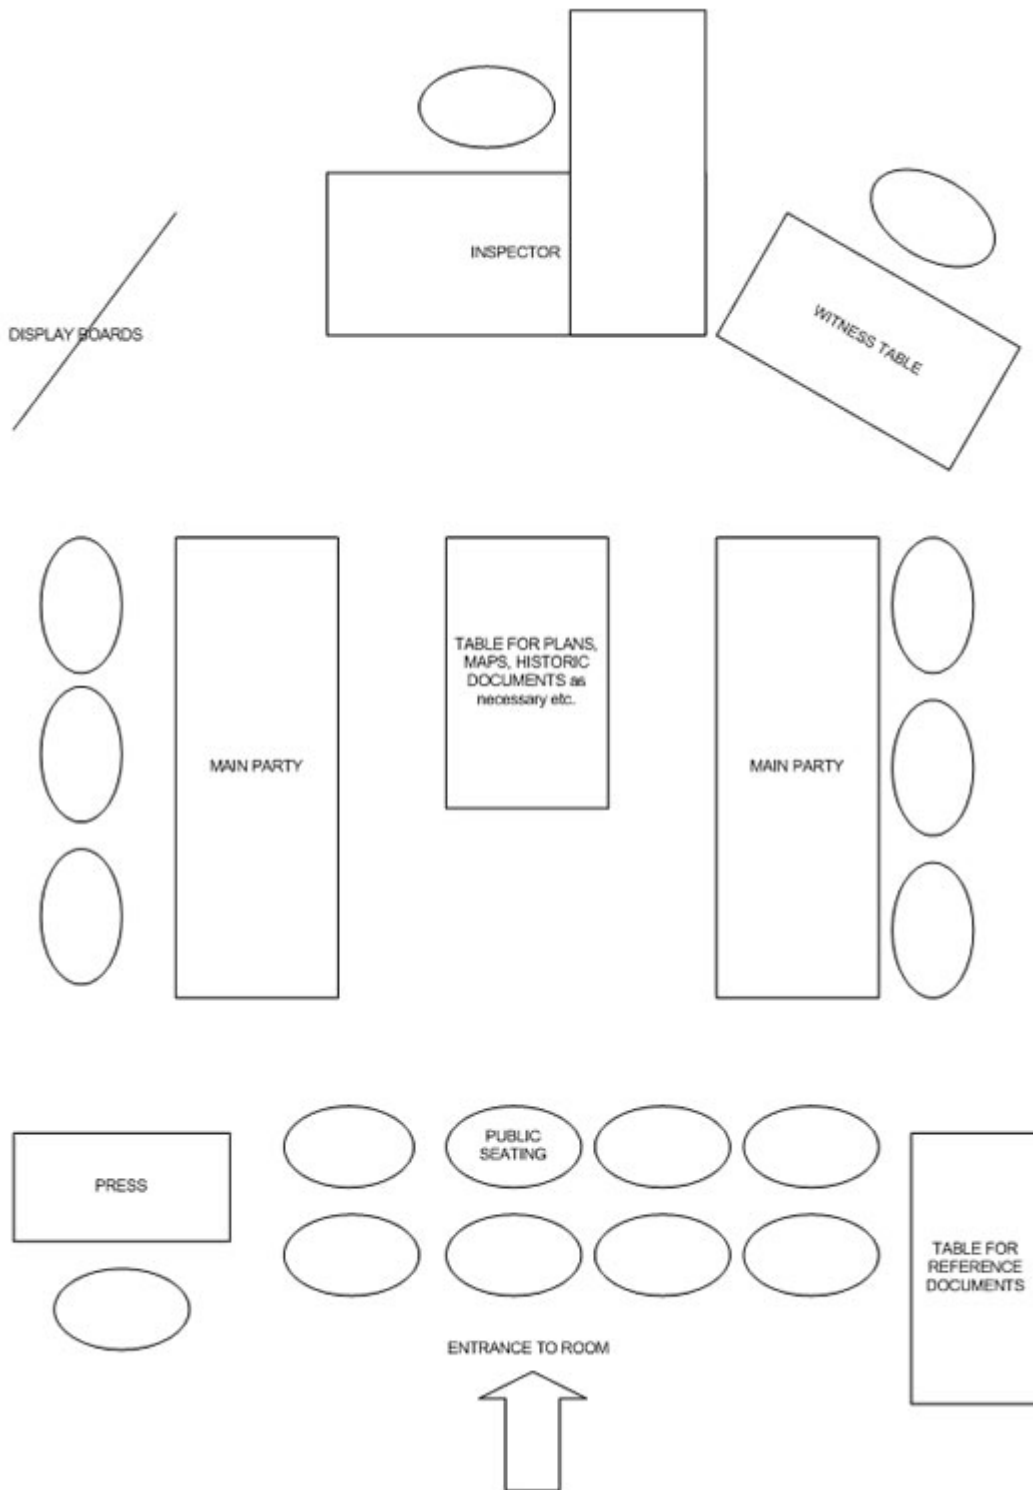 INSPECTOR
WITNESS TABLE
DISPLAY BOARDS
TABLE FOR PLANS,
MAPS, HISTORIC
DOCUMENTS as
necessary etc.
MAIN PARTY
MAIN PARTY
PUBLIC
SEATING
PRESS
TABLE FOR
REFERENCE
DOCUMENTS
ENTRANCE TO ROOM